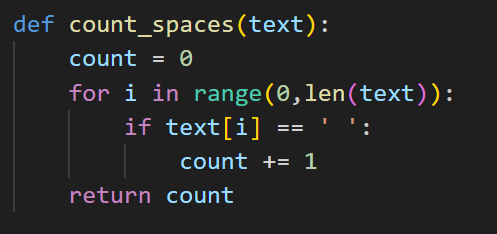 def count_spaces(text):
    count = 0
    for i in range(0,len(text)):
        if text[i] == ' ':
            count += 1
    return count